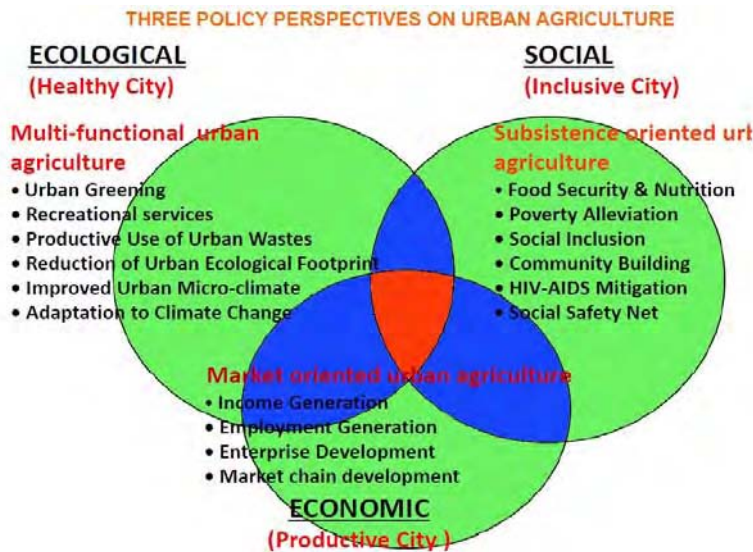 THREE POLICY PERSPECTIVES ON URBAN AGRICULTURE
ECOLOGICAL
(Healthy City)
Multi-functional urban
agriculture
• Urban Greening
• Recreational services
• Productive Use of Urban Wastes
• Reduction of Urban Ecological Footprint
• Improved Urban Micro-climate
• Adaptation to Climate Change
SOCIAL
(Inclusive City)
Subsistence oriented urb
agriculture
• Food Security & Nutrition
• Poverty Alleviation
• Social Inclusion
• Community Building
• HIV-AIDS Mitigation
• Social Safety Net
Market oriented urban agriculture
• Income Generation
• Employment Generation
• Enterprise Development
• Market chain development
ECONOMIC
(Productive City )